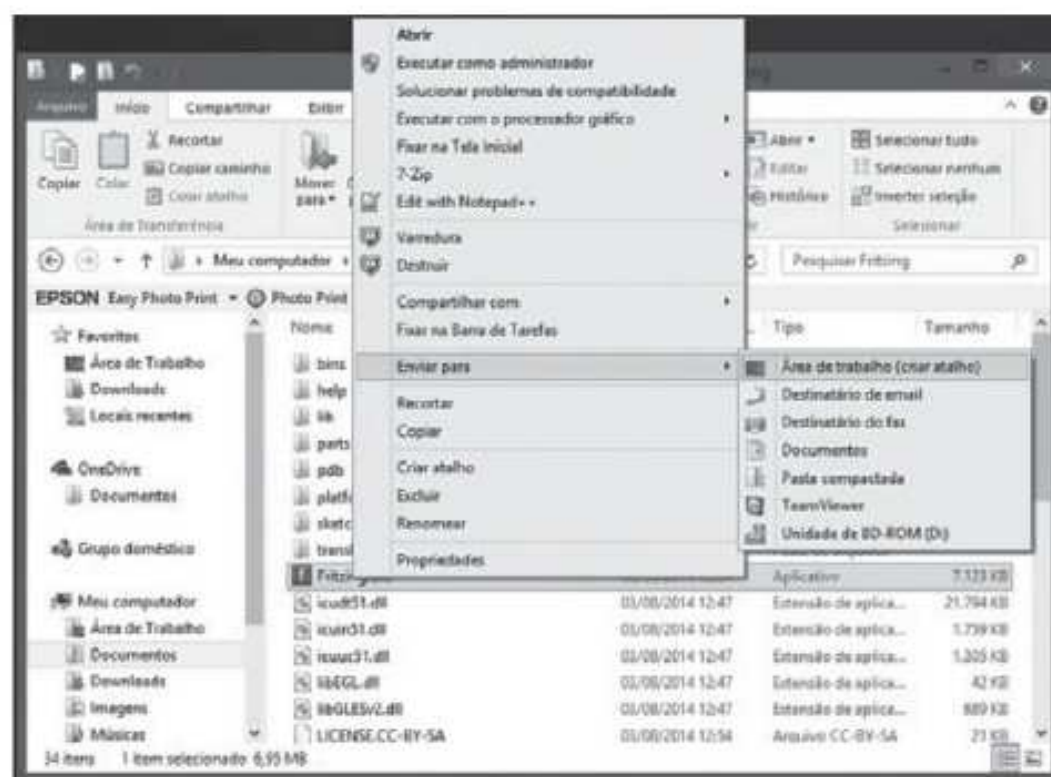 Abrir
Executar como administrador
Solucionar problemas de compatibilidade
Executar com o processador gráfico
Fixar na Tela Inicial
7-Zip
Edit with Notepad++
Varredura
Destruir
Compartilhar com
Fixar na Barra de Tarefas
Enviar para
Recortar
Copiar
Criar atalho
Excluir
Renomear
Propriedades
Área de trabalho (criar atalho)
Destinatário de email
Destinatário do fax
Documentos
Pasta compactada
TeamViewer
Unidade de BD-ROM (D:)
Arquivo Início Compartilhar Exibir
Copiar Colar
Recortar
Copiar caminho
Colar atalho
Mover para
Área de Transferência
Abrir
Editar
Histórico
Selecionar tudo
Selecionar nenhum
Inverter seleção
Selecionar
Meu computador
Pesquisar Fritzing
EPSON Easy Photo Print Photo Print
Favoritos
Área de Trabalho
Downloads
Locais recentes
OneDrive
Documentos
Grupo doméstico
Meu computador
Área de Trabalho
Documentos
Downloads
Imagens
Músicas
Nome Tipo Tamanho
bins
help
lib
parts
pdb
Aplicativo 7.123 KB
icudt51.dll 03/08/2014 12:47 Extensão de aplica... 21.794 KB
icuin51.dll 03/08/2014 12:47 Extensão de aplica... 1.739 KB
icuuc51.dll 03/08/2014 12:47 Extensão de aplica... 1.205 KB
libEGL.dll 03/08/2014 12:47 Extensão de aplica... 42 KB
libGLESv2.dll 03/08/2014 12:47 Extensão de aplica... 689 KB
LICENSE.CC-BY-SA 03/08/2014 12:54 Arquivo CC-BY-SA 21 KB
34 itens 1 item selecionado 6,95 MB